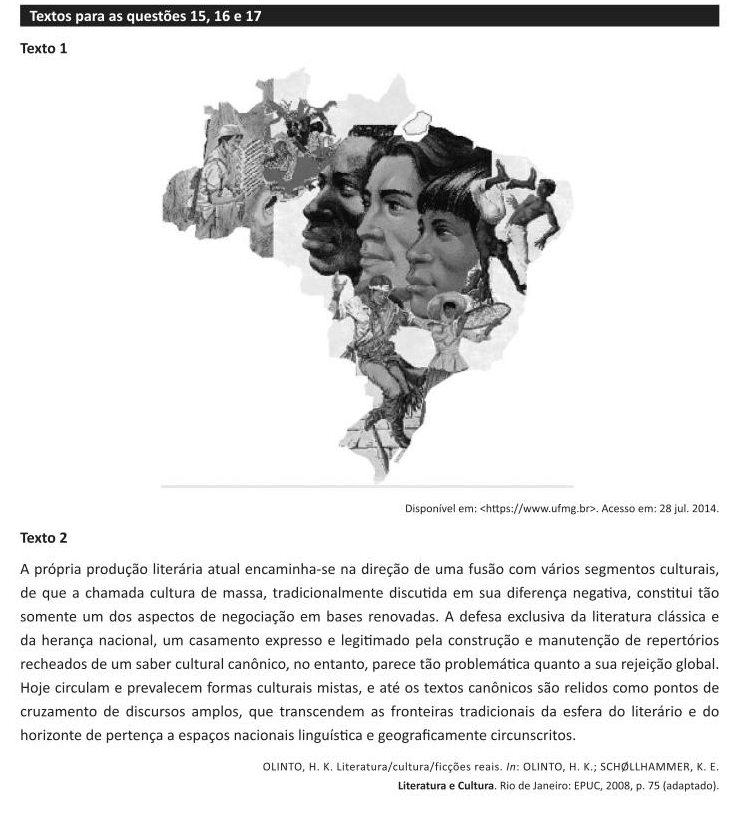 Textos para as questões 15, 16 e 17
Texto 1
Disponível em: <https://www.ufmg.br>. Acesso em: 28 jul. 2014.
Texto 2
A própria produção literária atual encaminha-se na direção de uma fusão com vários segmentos culturais,
de que a chamada cultura de massa, tradicionalmente discutida em sua diferença negativa, constitui tão
somente um dos aspectos de negociação em bases renovadas. A defesa exclusiva da literatura clássica e
da herança nacional, um casamento expresso e legitimado pela construção e manutenção de repertórios
recheados de um saber cultural canônico, no entanto, parece tão problemática quanto a sua rejeição global.
Hoje circulam e prevalecem formas culturais mistas, e até os textos canônicos são relidos como pontos de
cruzamento de discursos amplos, que transcendem as fronteiras tradicionais da esfera do literário e do
horizonte de pertença a espaços nacionais linguística e geograficamente circunscritos.
OLINTO, H. K. Literatura/cultura/ficções reais. In: OLINTO, H. K.; SCHØLLHAMMER, K. E.
Literatura e Cultura. Rio de Janeiro: EPUC, 2008, p. 75 (adaptado).